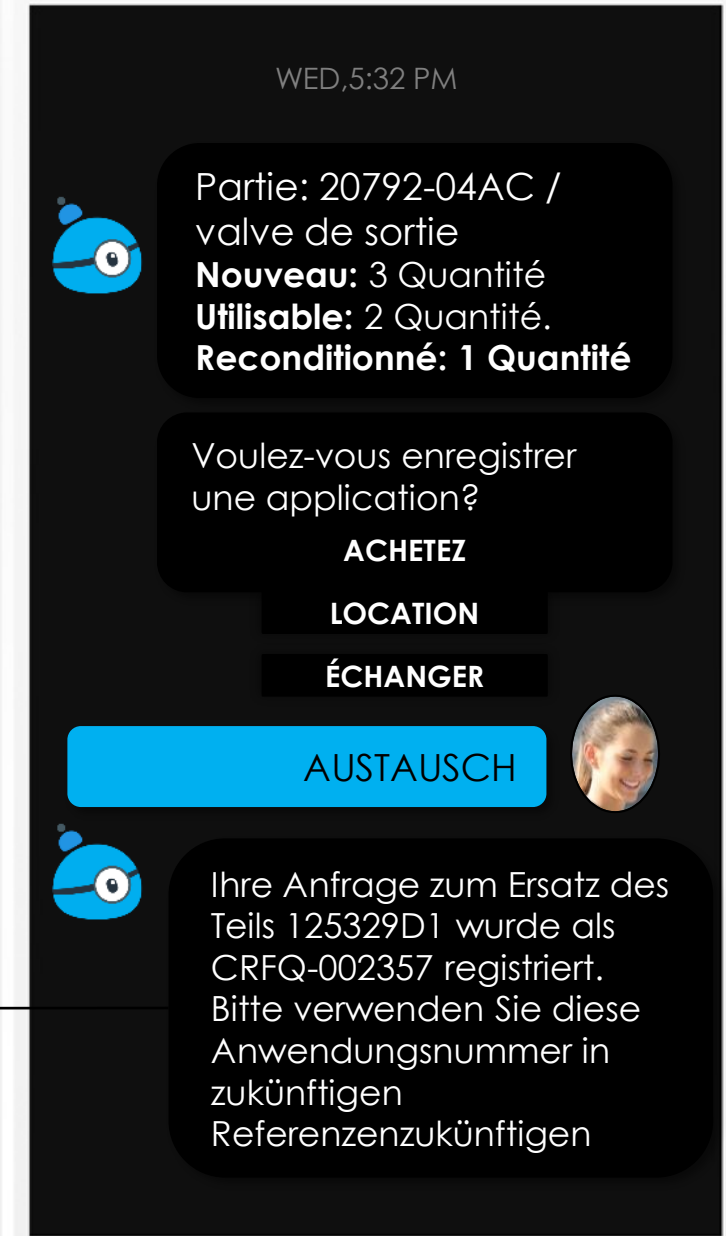 WED,5:32 PM
Partie: 20792-04AC /
valve de sortie
Nouveau: 3 Quantité
Utilisable: 2 Quantité.
Reconditionné: 1 Quantité
Voulez-vous enregistrer
une application?
ACHETEZ
LOCATION
ÉCHANGER
AUSTAUSCH
Ihre Anfrage zum Ersatz des
Teils 125329D1 wurde als
CRFQ-002357 registriert.
Bitte verwenden Sie diese
Anwendungsnummer in
zukünftigen
Referenzenzukünftigen